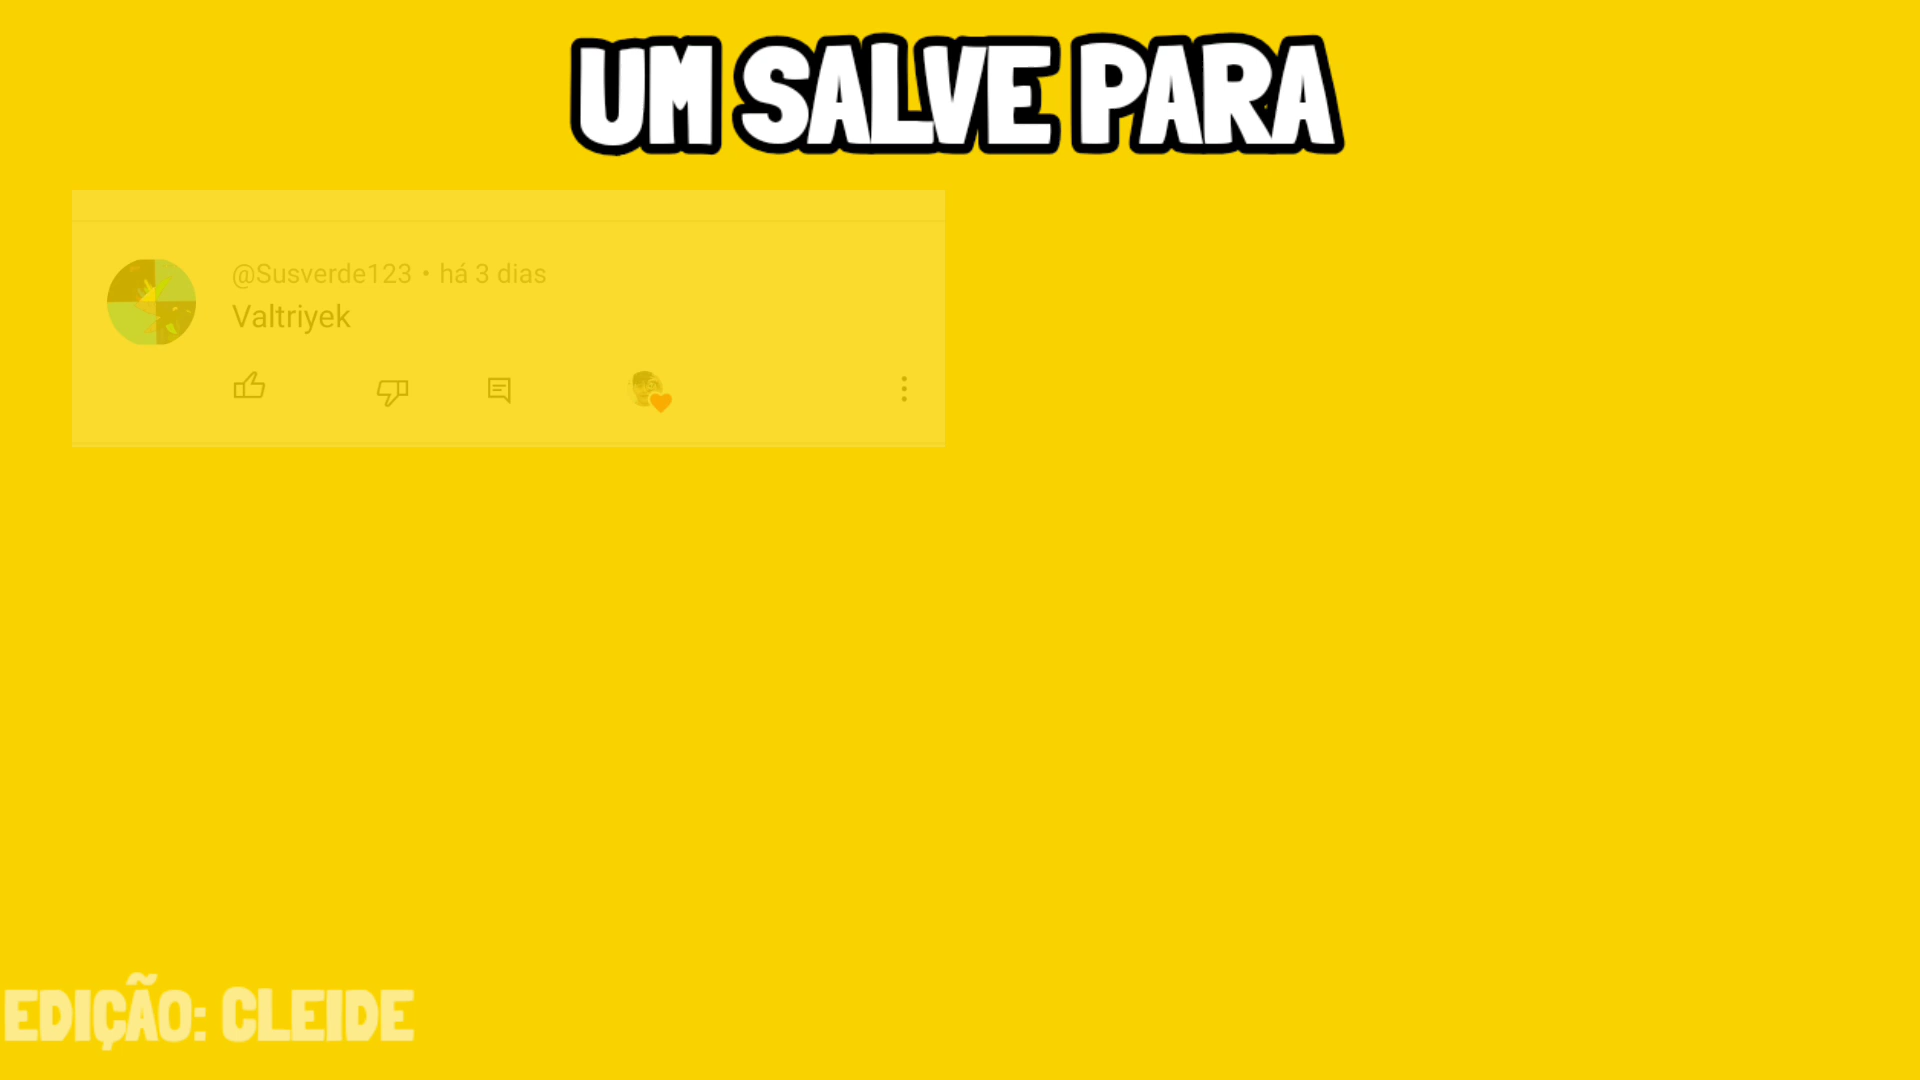 UM SALVE PARA
@Susverde123 • há 3 dias
Valtriyek
EDIÇÃO: CLEIDE